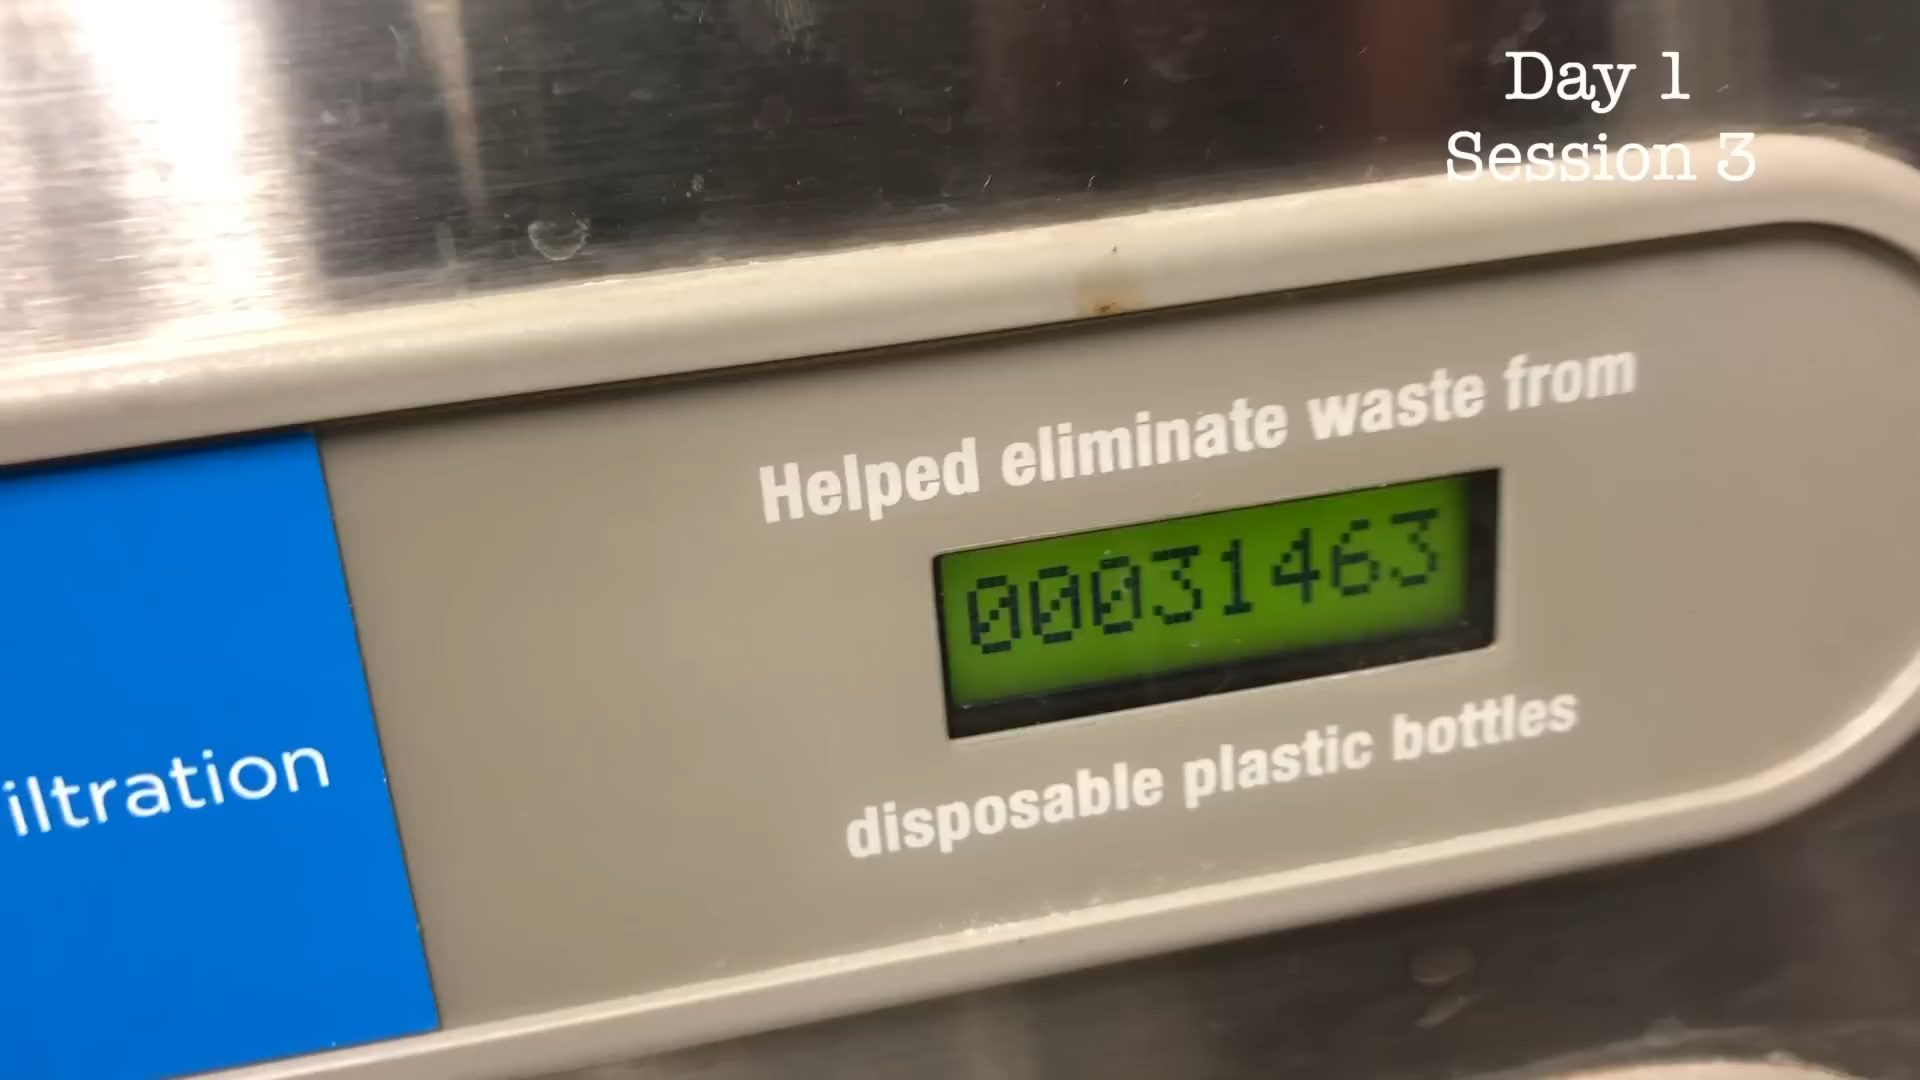 Day 1
Session 3
Helped eliminate waste from
00031463
disposable plastic bottles
iltration